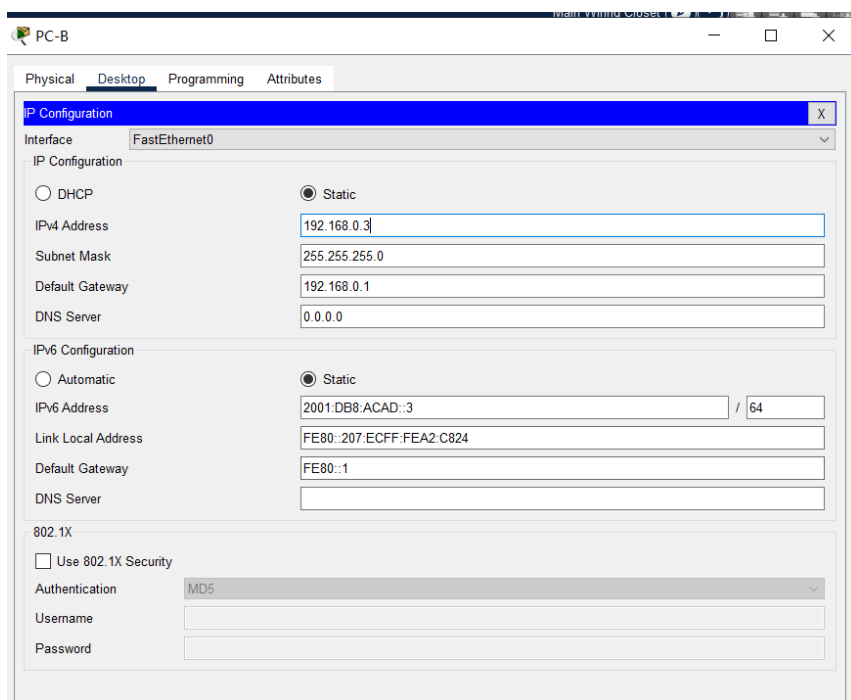 Main Wiring Closet
PC-B
Physical Desktop Programming Attributes
IP Configuration X
Interface FastEthernet0
IP Configuration
DHCP Static
IPv4 Address 192.168.0.3
Subnet Mask 255.255.255.0
Default Gateway 192.168.0.1
DNS Server 0.0.0.0
IPv6 Configuration
Automatic Static
IPv6 Address 2001:DB8:ACAD::3 / 64
Link Local Address FE80::207:ECFF:FEA2:C824
Default Gateway FE80::1
DNS Server
802.1X
Use 802.1X Security
Authentication MD5
Username
Password